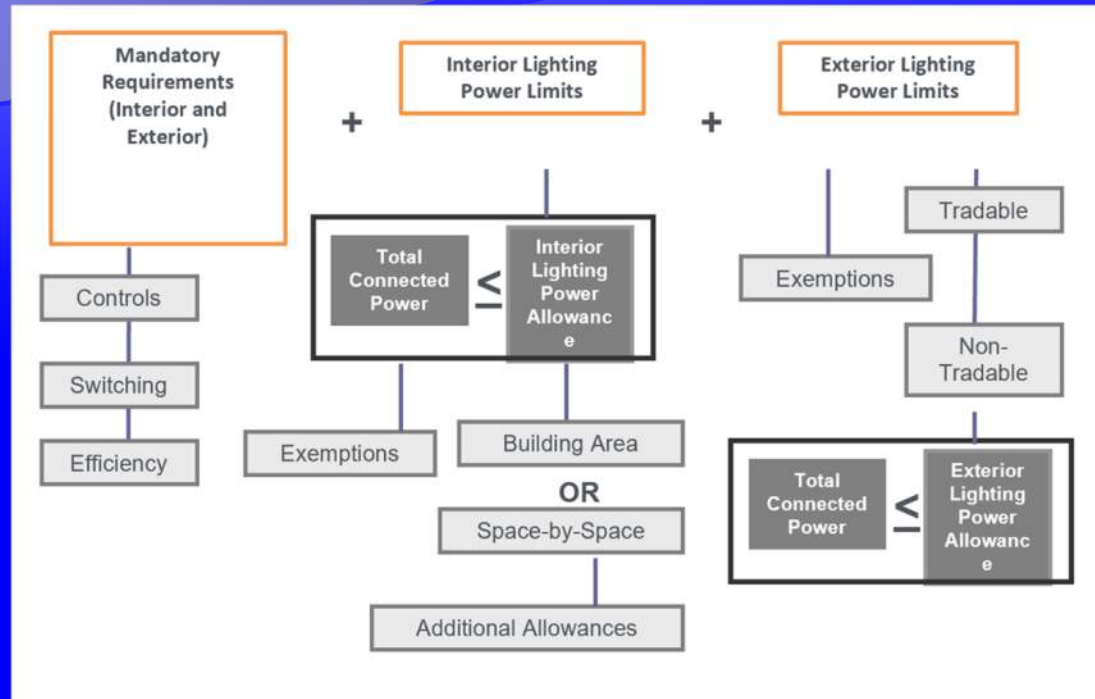 Mandatory
Requirements
(Interior and
Exterior)
+
Interior Lighting
Power Limits
+
Exterior Lighting
Power Limits
Controls
Switching
Efficiency
Total
Connected
Power
≤
Interior
Lighting
Power
Allowanc
e
Exemptions
Building Area
OR
Space-by-Space
Additional Allowances
Exemptions
Tradable
Non-
Tradable
Total
Connected
Power
≤
Exterior
Lighting
Power
Allowanc
e